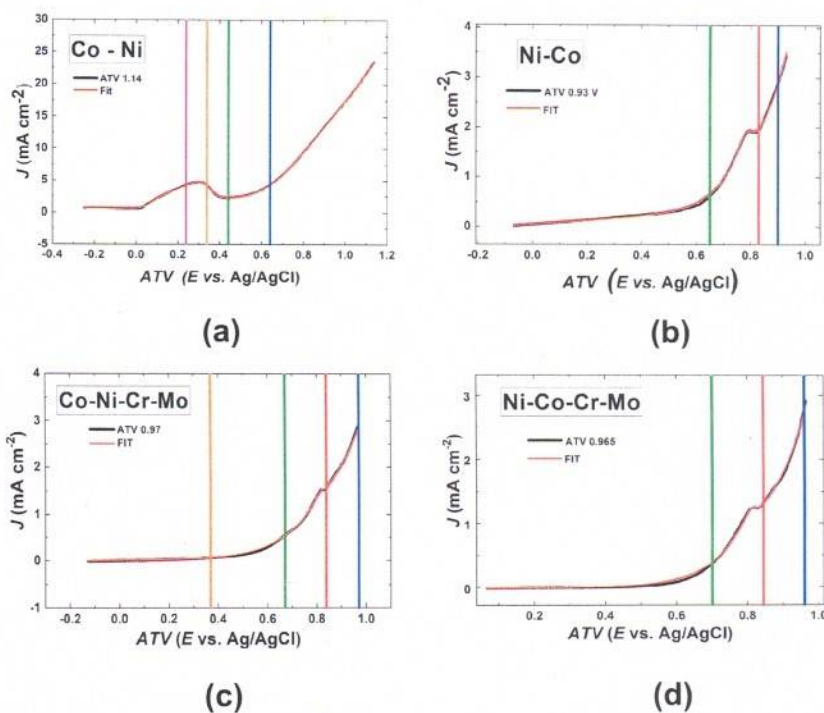 Co - Ni
ATV 1.14
Fit
J (mA cm-2)
30
25
20
15
10
5
0
-5
-0.4 -0.2 0.0 0.2 0.4 0.6 0.8 1.0 1.2
ATV (E vs. Ag/AgCl)
(a)
Ni-Co
ATV 0.93 V
FIT
J (mA cm-2)
4
3
2
1
0
0.0 0.2 0.4 0.6 0.8 1.0
ATV (E vs. Ag/AgCl)
(b)
Co-Ni-Cr-Mo
ATV 0.97
FIT
J (mA cm-2)
4
3
2
1
0
-1
-0.2 0.0 0.2 0.4 0.6 0.8 1.0
ATV (E vs. Ag/AgCl)
(c)
Ni-Co-Cr-Mo
ATV 0.965
FIT
J (mA cm-2)
3
2
1
0
0.2 0.4 0.6 0.8 1.0
ATV (E vs. Ag/AgCl)
(d)